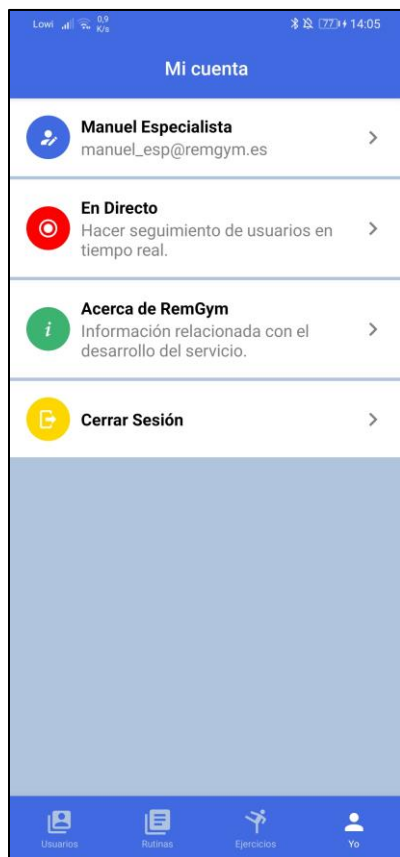 Lowi 0,9 K/s 77 14:05
Mi cuenta
Manuel Especialista
manuel_esp@remgym.es
En Directo
Hacer seguimiento de usuarios en
tiempo real.
Acerca de RemGym
Información relacionada con el
desarrollo del servicio.
Cerrar Sesión
Usuarios Rutinas Ejercicios Yo